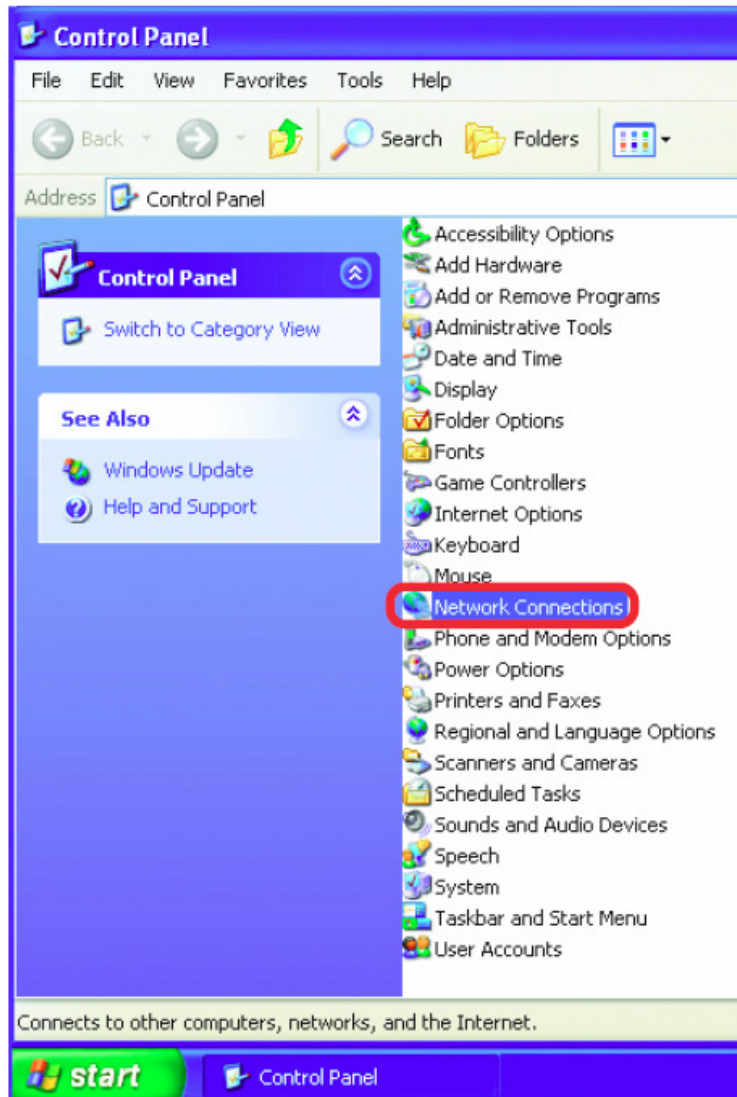 Control Panel
File Edit View Favorites Tools Help
Back Search Folders
Address Control Panel
Control Panel
Switch to Category View
See Also
Windows Update
Help and Support
Accessibility Options
Add Hardware
Add or Remove Programs
Administrative Tools
Date and Time
Display
Folder Options
Fonts
Game Controllers
Internet Options
Keyboard
Mouse
Network Connections
Phone and Modem Options
Power Options
Printers and Faxes
Regional and Language Options
Scanners and Cameras
Scheduled Tasks
Sounds and Audio Devices
Speech
System
Taskbar and Start Menu
User Accounts
Connects to other computers, networks, and the Internet.
start Control Panel